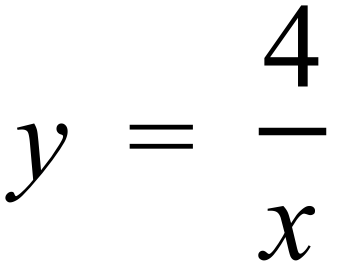 y = 4/x